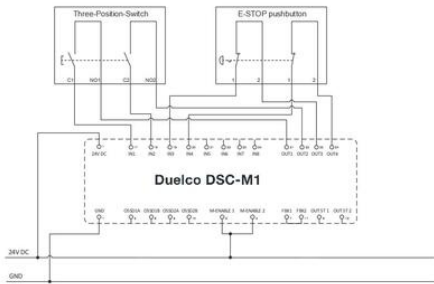 Three-Position-Switch E-STOP pushbutton
C1 NO1 C2 NO2 1 2 1 2
24V DC IN1 IN2 IN3 IN4 IN5 IN6 IN7 IN8 OUT1 OUT2 OUT3 OUT4
Duelco DSC-M1
GND OSSD1A OSSD1B OSSD2A OSSD2B M-ENABLE 1 M-ENABLE 2 FBK1 FBK2 OUTST 1 OUTST 2
24V DC
GND